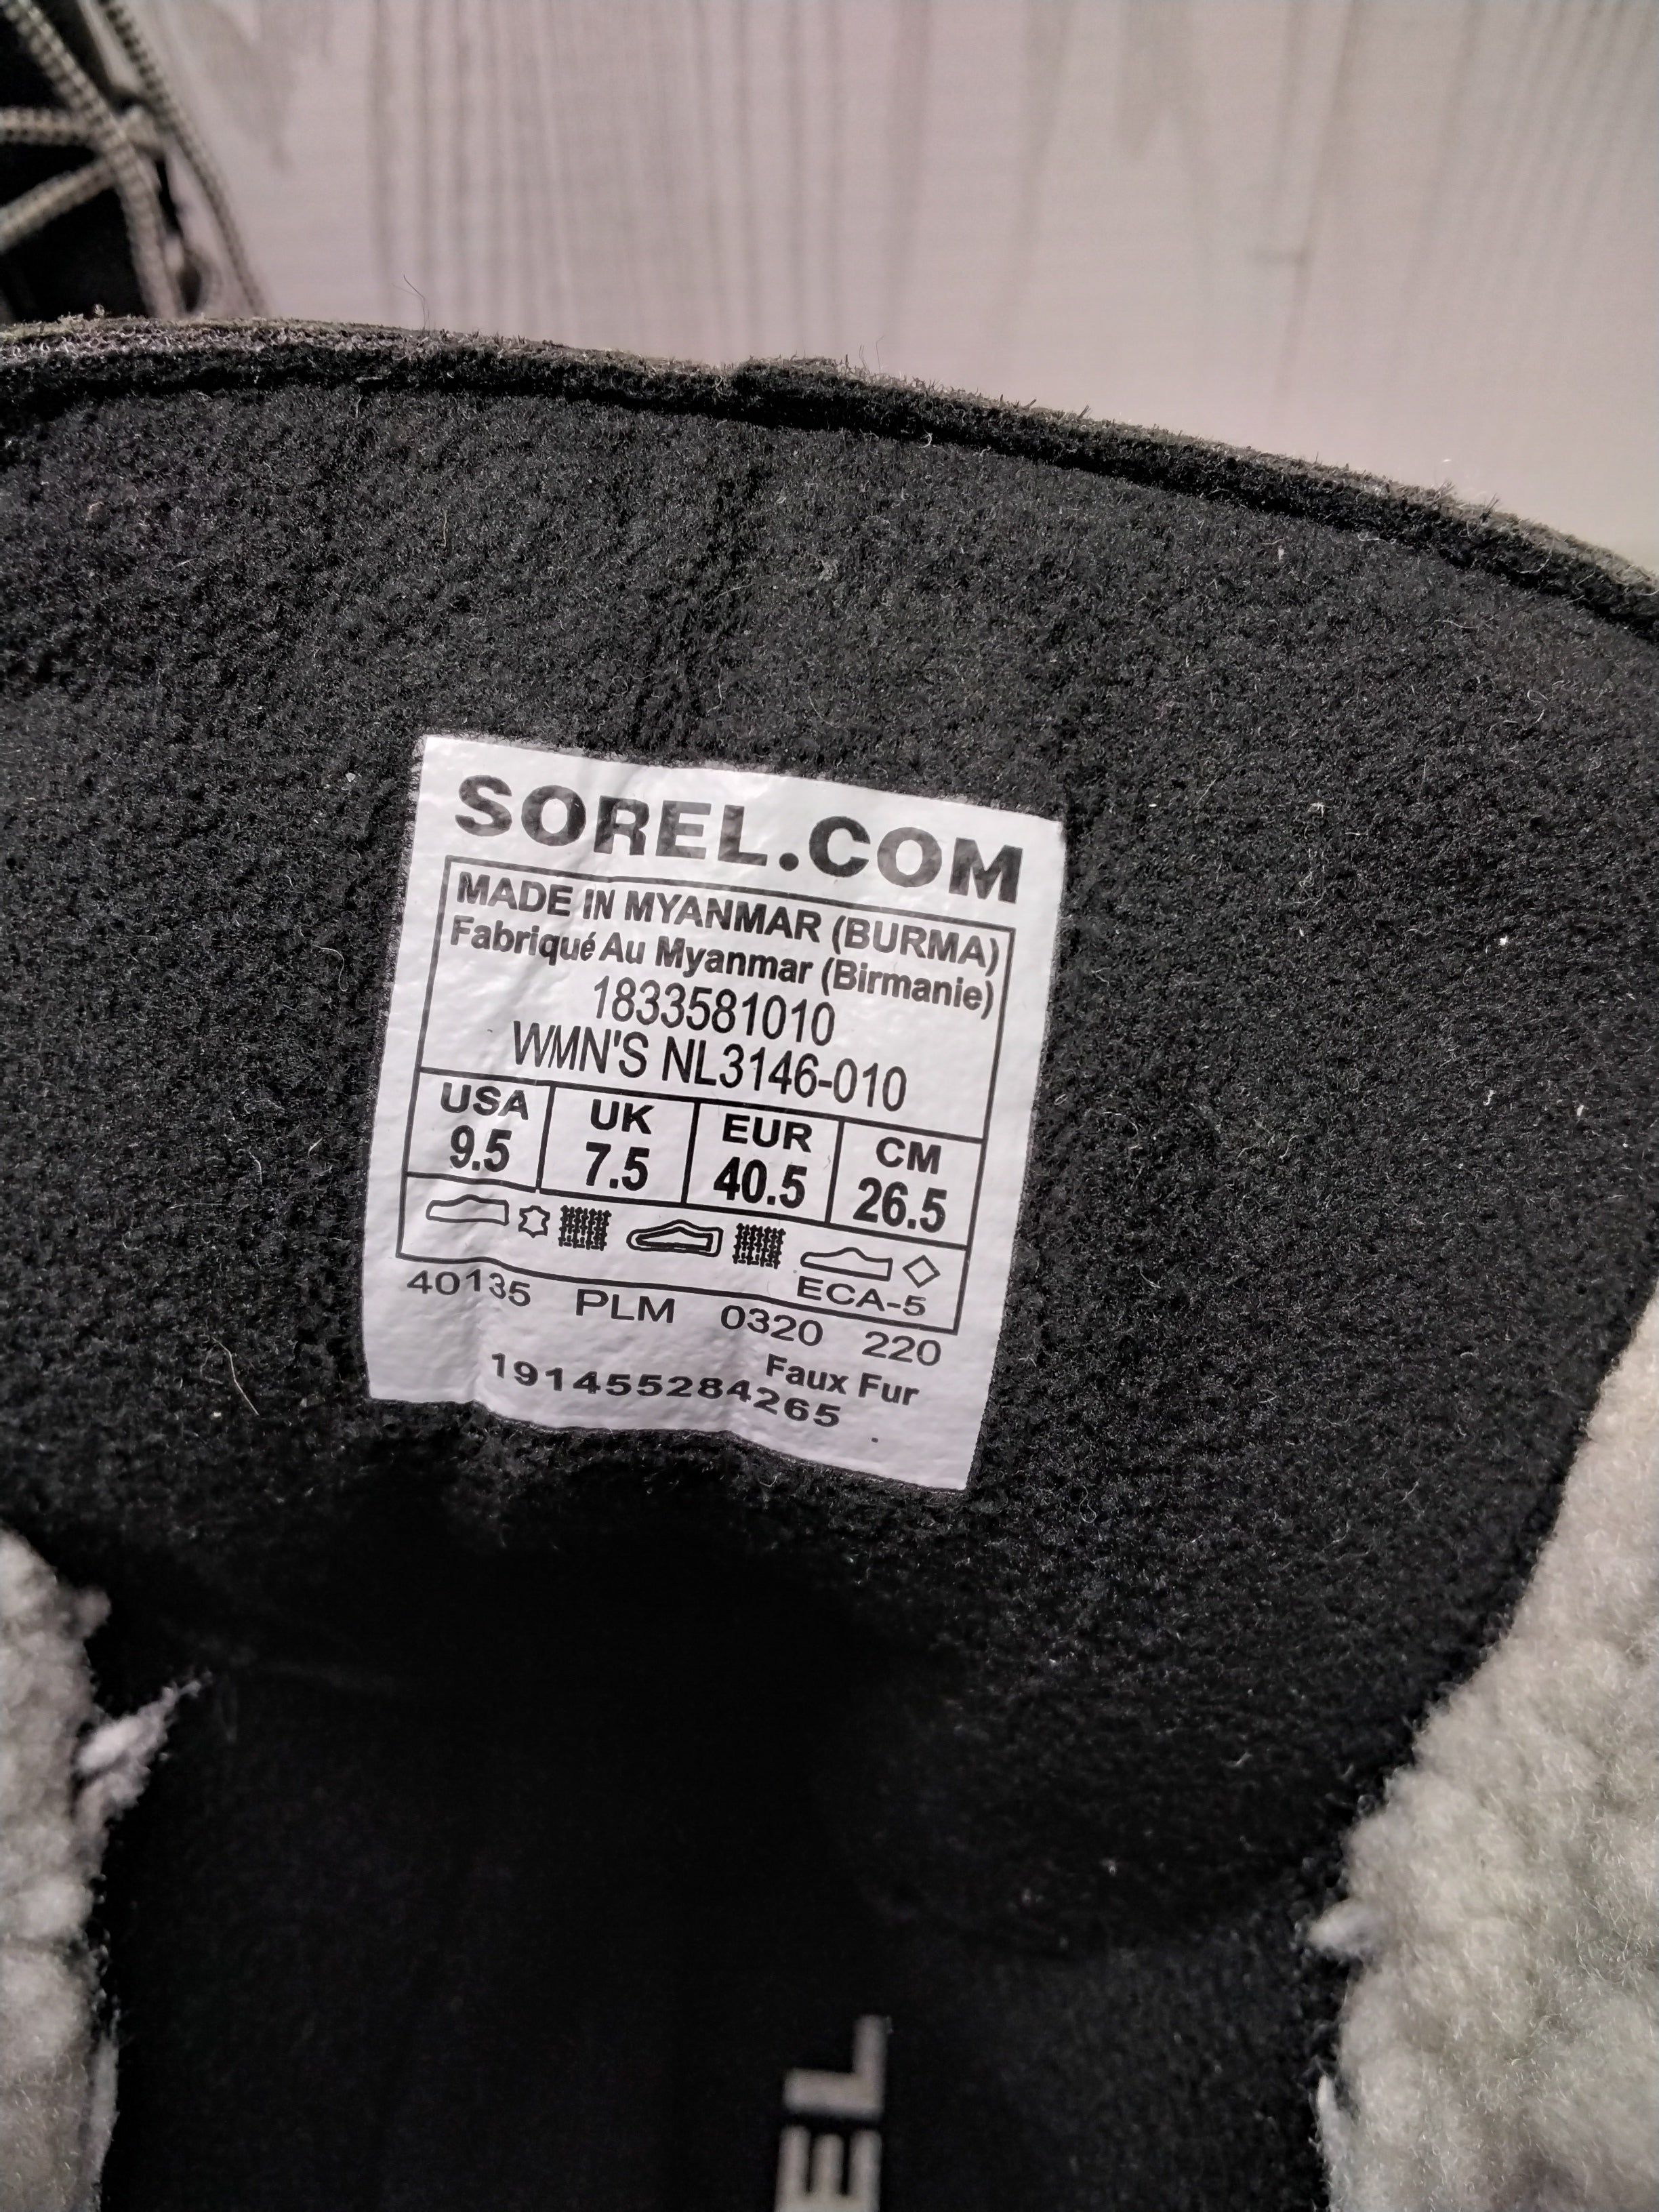 SOREL.COM
MADE IN MYANMAR (BURMA)
Fabriqué Au Myanmar (Birmanie)
1833581010
WMN'S NL3146-010
USA UK EUR CM
9.5 7.5 40.5 26.5
ECA-5
40135 PLM 0320 220
Faux Fur
191455284265
EL